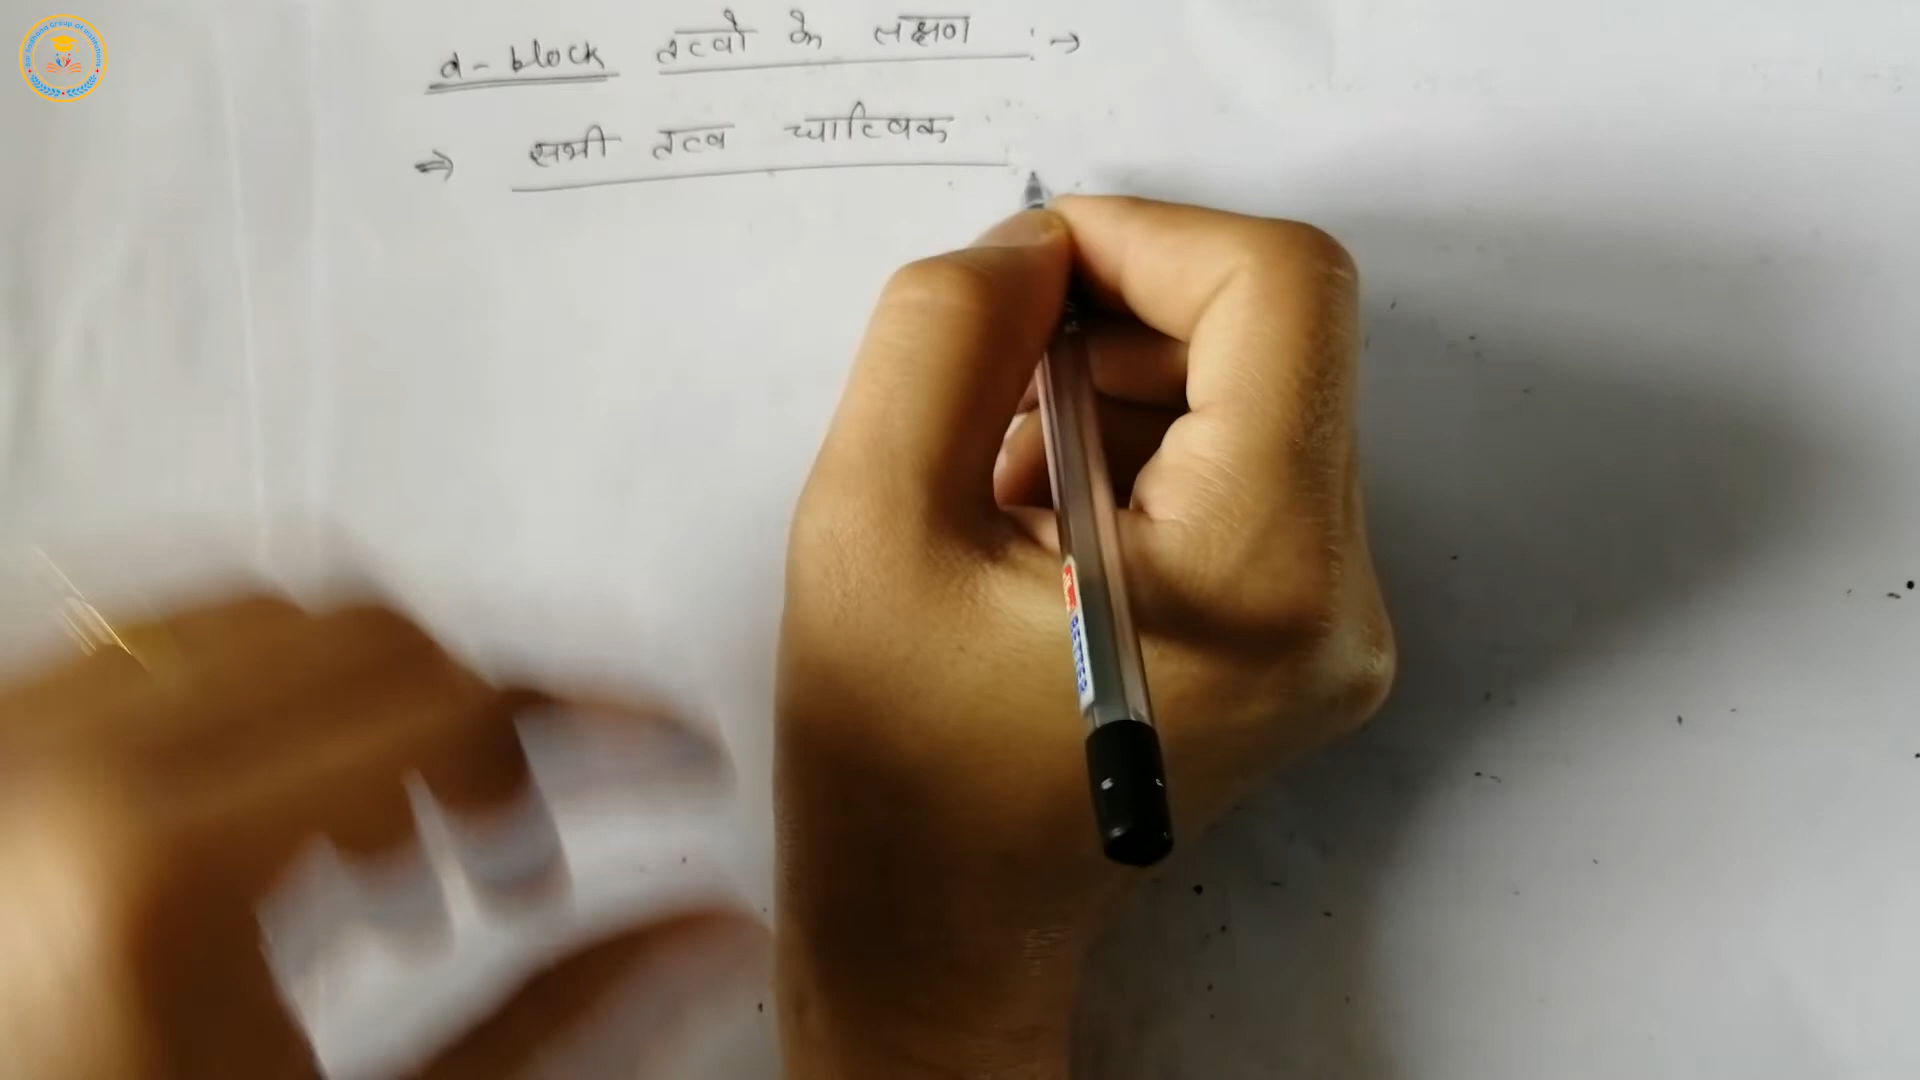 d-block तत्वो के लक्षण :→
⇒ सभी तत्व धात्विक